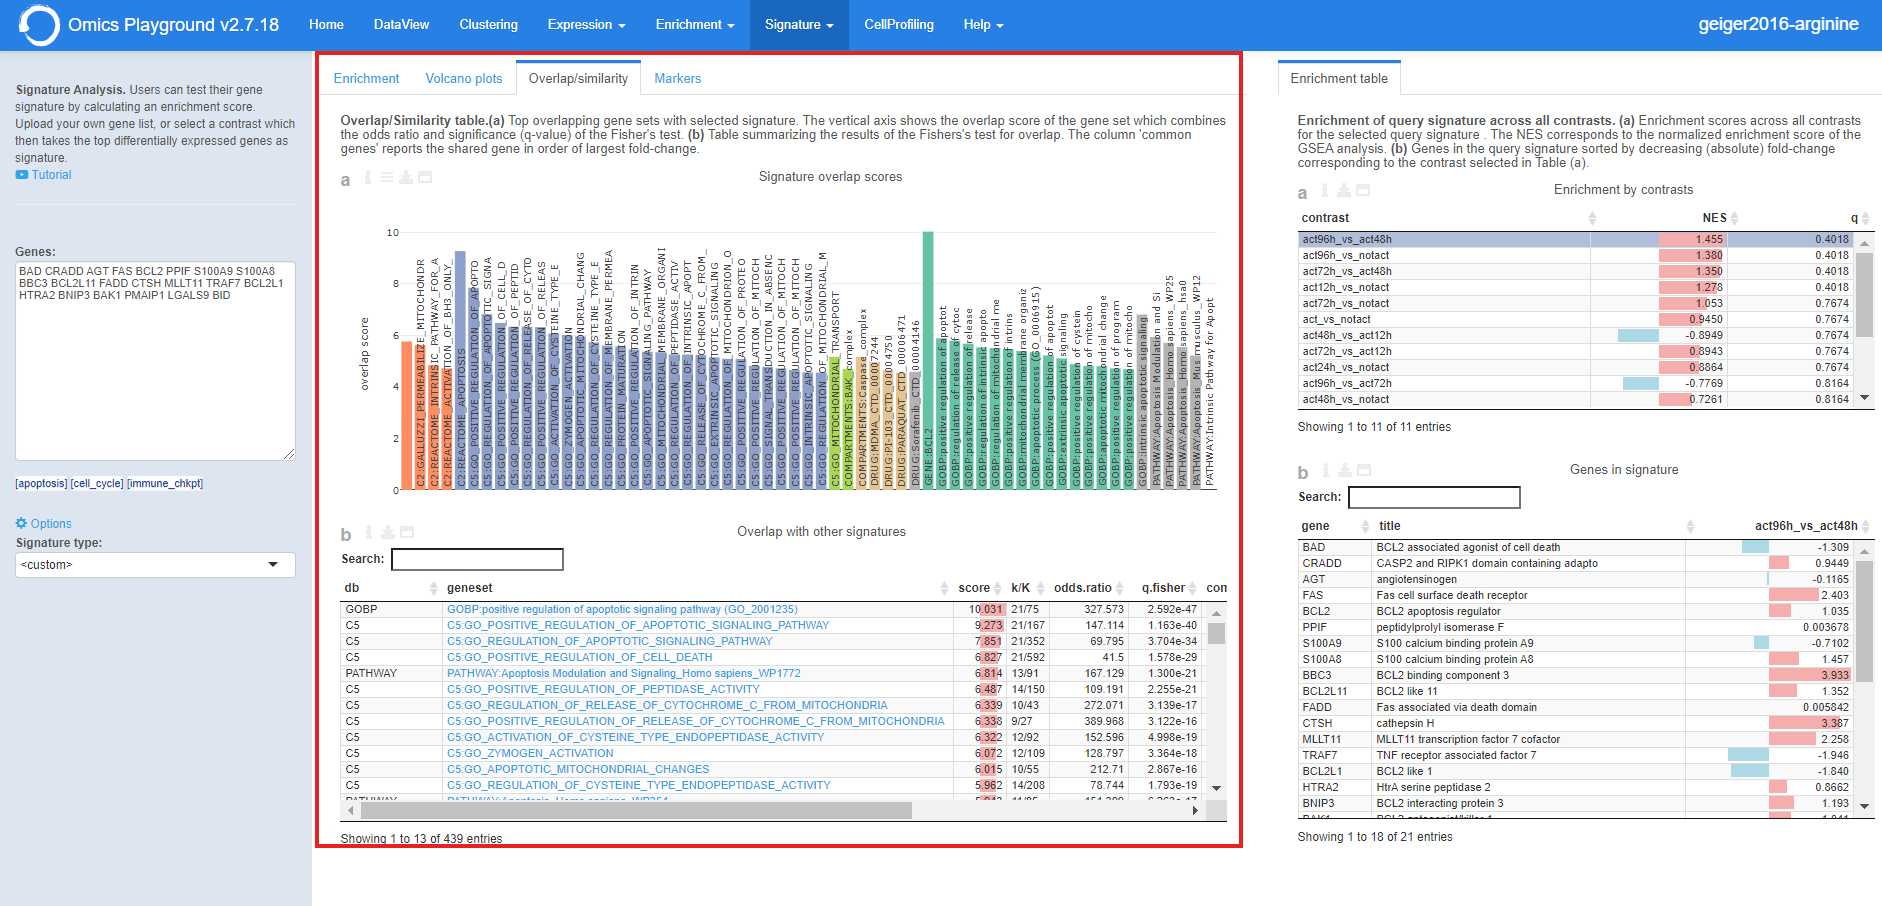 Omics Playground v2.7.18
Home
DataView
Clustering
Expression
Enrichment
Signature
CellProfiling
Help
geiger2016-arginine
Signature Analysis. Users can test their gene
signature by calculating an enrichment score.
Upload your own gene list, or select a contrast which
then takes the top differentially expressed genes as
signature.
Tutorial
Genes:
BAD CRADD AGT FAS BCL2 PPIF S100A9 S100A8
BBC3 BCL2L11 FADD CTSH MLLT11 TRAF7 BCL2L1
HTRA2 BNIP3 BAK1 PMAIP1 LGALS9 BID
[apoptosis] [cell_cycle] [immune_chkpt]
Options
Signature type:
<custom>
Enrichment
Volcano plots
Overlap/similarity
Markers
Overlap/Similarity table.(a) Top overlapping gene sets with selected signature. The vertical axis shows the overlap score of the gene set which combines
the odds ratio and significance (q-value) of the Fisher's test. (b) Table summarizing the results of the Fishers's test for overlap. The column 'common
genes' reports the shared gene in order of largest fold-change.
a
Signature overlap scores
overlap score
10
8
6
4
2
0
C2:GALLUZZI_PERMEABILIZE_MITOCHONDR
C2:REACTOME_INTRINSIC_PATHWAY_FOR_A
C2:REACTOME_ACTIVATION_OF_BH3_ONLY_
C2:REACTOME_APOPTOSIS
C5:GO_POSITIVE_REGULATION_OF_APOPTO
C5:GO_REGULATION_OF_APOPTOTIC_SIGNA
C5:GO_POSITIVE_REGULATION_OF_CELL_D
C5:GO_POSITIVE_REGULATION_OF_PEPTID
C5:GO_REGULATION_OF_RELEASE_OF_CYTO
C5:GO_POSITIVE_REGULATION_OF_RELEAS
C5:GO_ACTIVATION_OF_CYSTEINE_TYPE_E
C5:GO_ZYMOGEN_ACTIVATION
C5:GO_APOPTOTIC_MITOCHONDRIAL_CHANG
C5:GO_REGULATION_OF_CYSTEINE_TYPE_E
C5:GO_REGULATION_OF_MEMBRANE_PERMEA
C5:GO_PROTEIN_MATURATION
C5:GO_POSITIVE_REGULATION_OF_INTRIN
C5:GO_APOPTOTIC_SIGNALING_PATHWAY
C5:GO_MITOCHONDRIAL_MEMBRANE_ORGANI
C5:GO_REGULATION_OF_PEPTIDASE_ACTIV
C5:GO_REGULATION_OF_INTRINSIC_APOPT
C5:GO_RELEASE_OF_CYTOCHROME_C_FROM_
C5:GO_EXTRINSIC_APOPTOTIC_SIGNALING
C5:GO_REGULATION_OF_MITOCHONDRION_O
C5:GO_POSITIVE_REGULATION_OF_PROTEO
C5:GO_POSITIVE_REGULATION_OF_MITOCH
C5:GO_SIGNAL_TRANSDUCTION_IN_ABSENC
C5:GO_POSITIVE_REGULATION_OF_MITOCH
C5:GO_REGULATION_OF_MITOCH
C5:GO_INTRINSIC_APOPTOTIC_SIGNALING
C5:GO_REGULATION_OF_MITOCHONDRIAL_M
C5:GO_MITOCHONDRIAL_TRANSPORT
COMPARTMENTS:BAK complex
COMPARTMENTS:Caspase complex
DRUG:MDMA_CTD_00007244
DRUG:PI-103_CTD_01004750
DRUG:PARAQUAT_CTD_00006471
DRUG:Sorafenib_CTD_00004146
GENE:BCL2
GOBP:positive regulation of apoptot
GOBP:regulation of release of cytoc
GOBP:positive regulation of release
GOBP:regulation of intrinsic apopto
GOBP:regulation of mitochondrial me
GOBP:positive regulation of intrins
GOBP:mitochondrial membrane organiz
GOBP:apoptotic process (GO_0006915)
GOBP:positive regulation of apoptot
GOBP:extrinsic apoptotic signaling
GOBP:positive regulation of cystein
GOBP:positive regulation of mitocho
GOBP:apoptotic mitochondrial change
GOBP:positive regulation of program
GOBP:positive regulation of mitocho
GOBP:intrinsic apoptotic signaling
PATHWAY:Apoptosis Modulation and Si
PATHWAY:Apoptosis_Homo sapiens_WP25
PATHWAY:Apoptosis_Homo sapiens_hsa0
PATHWAY:Apoptosis_Mus musculus_WP12
PATHWAY:Intrinsic Pathway for Apopt
b
Overlap with other signatures
Search:
db geneset score k/K odds.ratio q.fisher com
GOBP GOBP:positive regulation of apoptotic signaling pathway (GO_2001235) 10.031 21/75 327.573 2.592e-47
C5 C5:GO_POSITIVE_REGULATION_OF_APOPTOTIC_SIGNALING_PATHWAY 9.273 21/167 147.114 1.163e-40
C5 C5:GO_REGULATION_OF_APOPTOTIC_SIGNALING_PATHWAY 7.851 21/352 69.795 3.704e-34
C5 C5:GO_POSITIVE_REGULATION_OF_CELL_DEATH 6.827 21/592 41.5 1.578e-29
PATHWAY PATHWAY:Apoptosis Modulation and Signaling_Homo sapiens_WP1772 6.814 13/91 167.129 1.300e-21
C5 C5:GO_POSITIVE_REGULATION_OF_PEPTIDASE_ACTIVITY 6.487 14/150 109.191 2.255e-21
C5 C5:GO_REGULATION_OF_RELEASE_OF_CYTOCHROME_C_FROM_MITOCHONDRIA 6.339 10/43 272.071 3.139e-17
C5 C5:GO_POSITIVE_REGULATION_OF_RELEASE_OF_CYTOCHROME_C_FROM_MITOCHONDRIA 6.338 9/27 389.968 3.122e-16
C5 C5:GO_ACTIVATION_OF_CYSTEINE_TYPE_ENDOPEPTIDASE_ACTIVITY 6.322 12/92 152.596 4.998e-19
C5 C5:GO_ZYMOGEN_ACTIVATION 6.072 12/109 128.797 3.364e-18
C5 C5:GO_APOPTOTIC_MITOCHONDRIAL_CHANGES 6.015 10/55 212.71 2.867e-16
C5 C5:GO_REGULATION_OF_CYSTEINE_TYPE_ENDOPEPTIDASE_ACTIVITY 5.962 14/208 78.744 1.793e-19
Showing 1 to 13 of 439 entries
Enrichment table
Enrichment of query signature across all contrasts. (a) Enrichment scores across all contrasts
for the selected query signature . The NES corresponds to the normalized enrichment score of the
GSEA analysis. (b) Genes in the query signature sorted by decreasing (absolute) fold-change
corresponding to the contrast selected in Table (a).
a
Enrichment by contrasts
contrast NES q
act96h_vs_act48h 1.455 0.4018
act96h_vs_notact 1.380 0.4018
act72h_vs_act48h 1.350 0.4018
act12h_vs_notact 1.278 0.4018
act72h_vs_notact 1.053 0.7674
act_vs_notact 0.9450 0.7674
act48h_vs_act12h -0.8949 0.7674
act72h_vs_act12h 0.8943 0.7674
act24h_vs_notact 0.8864 0.7674
act96h_vs_act72h -0.7769 0.8164
act48h_vs_notact 0.7261 0.8164
Showing 1 to 11 of 11 entries
b
Genes in signature
Search:
gene title act96h_vs_act48h
BAD BCL2 associated agonist of cell death -1.309
CRADD CASP2 and RIPK1 domain containing adapto 0.9449
AGT angiotensinogen -0.1165
FAS Fas cell surface death receptor 2.403
BCL2 BCL2 apoptosis regulator 1.035
PPIF peptidylprolyl isomerase F 0.003678
S100A9 S100 calcium binding protein A9 -0.7102
S100A8 S100 calcium binding protein A8 1.457
BBC3 BCL2 binding component 3 3.933
BCL2L11 BCL2 like 11 1.352
FADD Fas associated via death domain 0.005842
CTSH cathepsin H 3.387
MLLT11 MLLT11 transcription factor 7 cofactor 2.258
TRAF7 TNF receptor associated factor 7 -1.946
BCL2L1 BCL2 like 1 -1.840
HTRA2 HtrA serine peptidase 2 0.8662
BNIP3 BCL2 interacting protein 3 1.193
Showing 1 to 18 of 21 entries